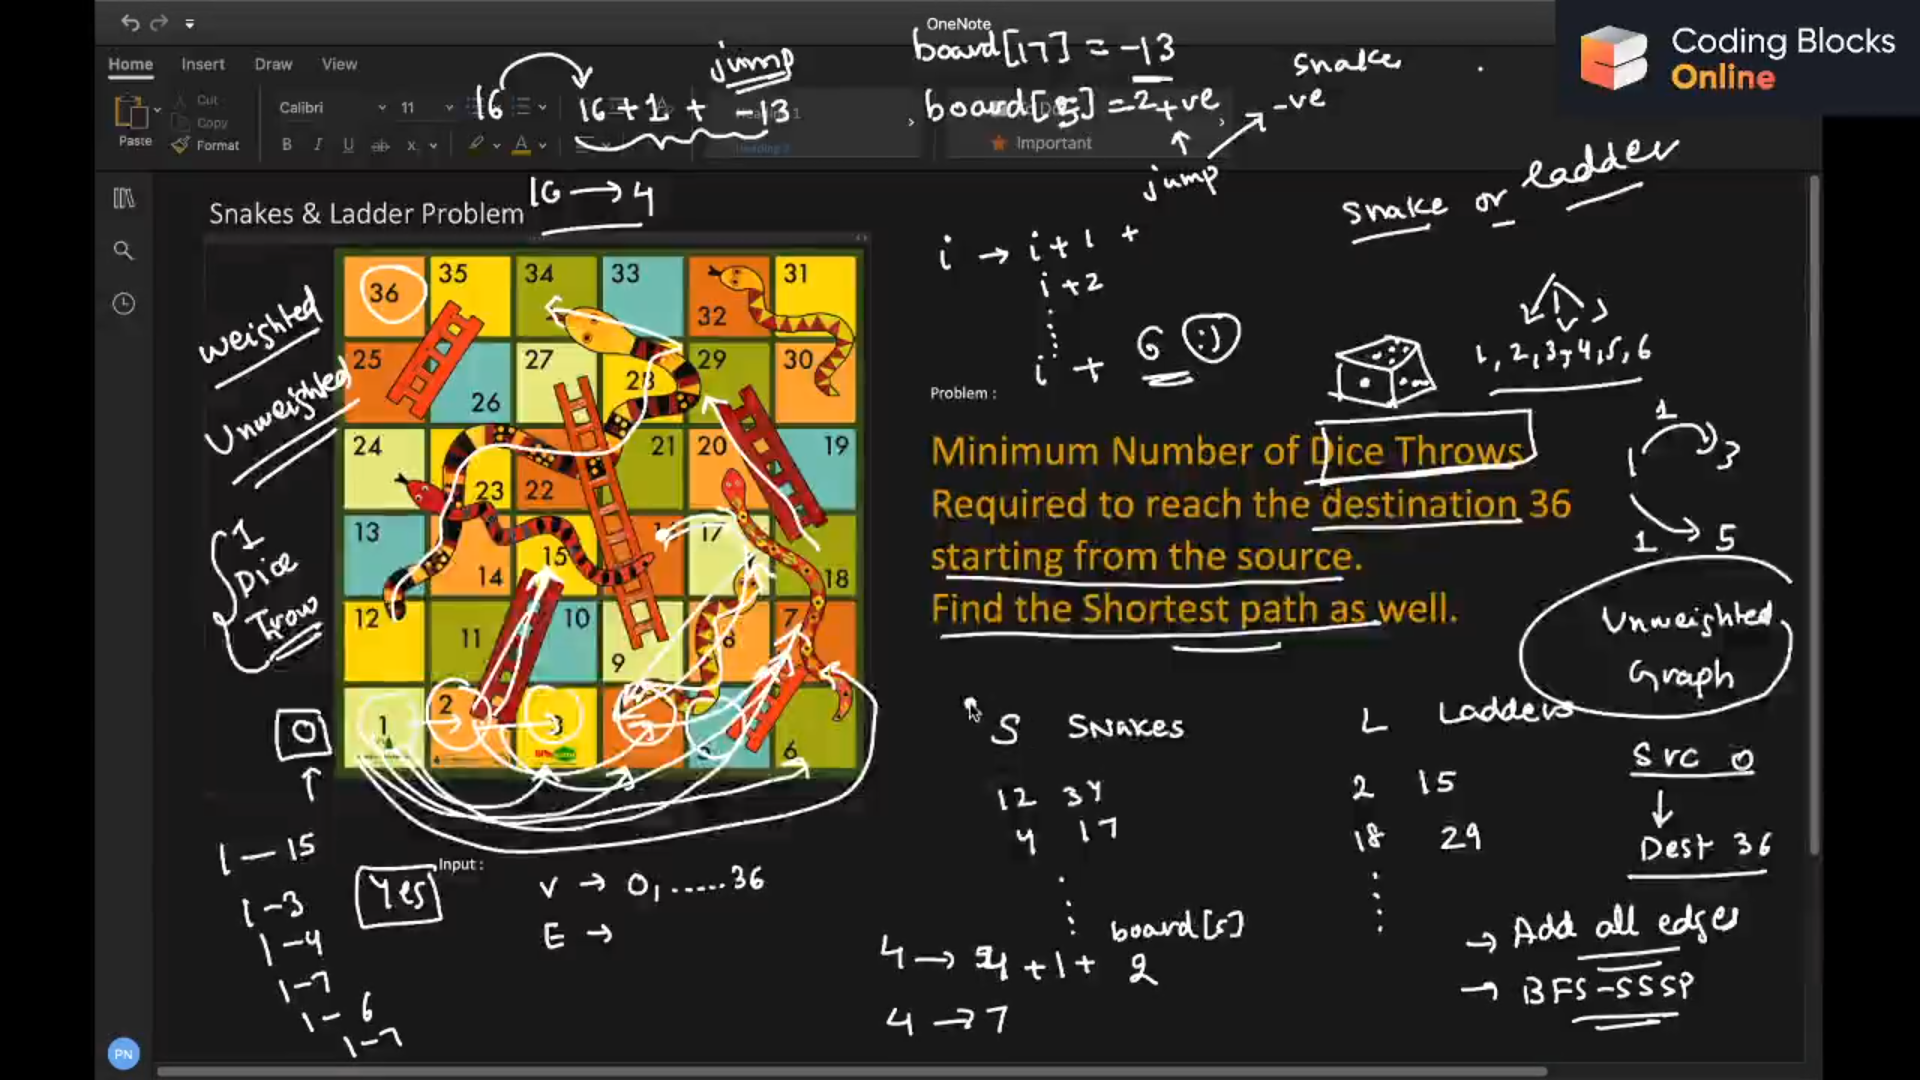 OneNote
Coding Blocks
Online
Home Insert Draw View
Cut
Copy
Paste
Format
Calibri 11
B I U ab x
Important
jump
16 16+1 + -13
16 → 4
board[17] = -13
board[5] = 2 +ve
snake
-ve
jump
snake or ladder
Snakes & Ladder Problem
i → i+1 +
i+2
i + 6 :)
1, 2, 3, 4, 5, 6
36 35 34 33 32 31
25 26 27 28 29 30
24 23 22 21 20 19
13 14 15 17 18
12 11 10 9 8 7
1 2 3 5 6
weighted
Unweighted
1
Dice
Trow
0
Problem :
Minimum Number of Dice Throws
Required to reach the destination 36
starting from the source.
Find the Shortest path as well.
1
1 3
1 5
Unweighted
Graph
S Snakes
12 34
4 17
L Ladders
2 15
18 29
Src 0
↓
Dest 36
→ Add all edges
→ BFS-SSSP
Input :
Yes
V → 0, ......36
E →
1 — 15
1 - 3
1 - 4
1 - 7
1 - 6
1 - 7
board[5]
4 → 4 + 1 + 2
4 → 7
PN